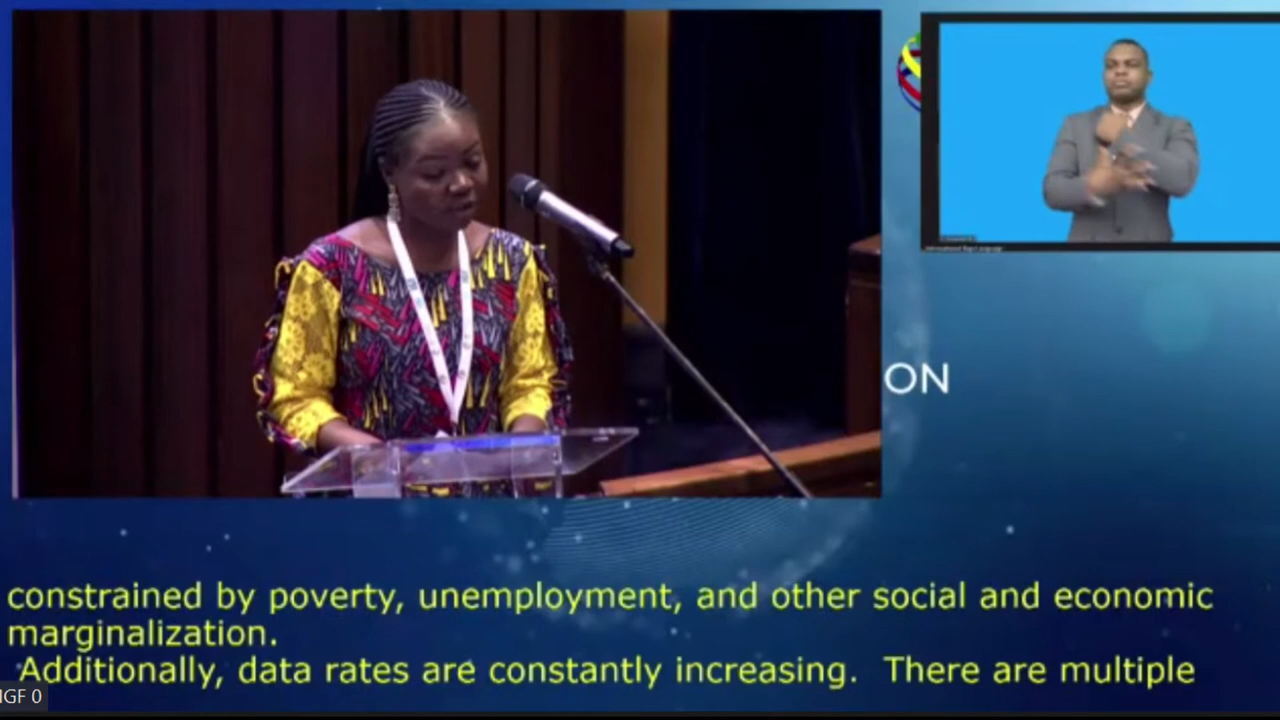 ON
constrained by poverty, unemployment, and other social and economic
marginalization.
Additionally, data rates are constantly increasing.  There are multiple
IGF 0